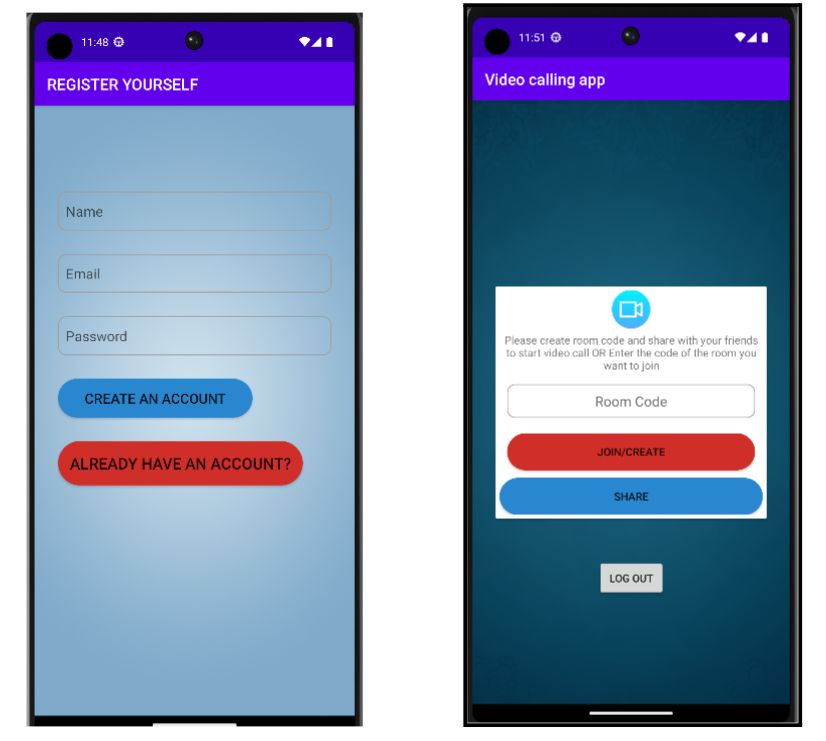 11:48
REGISTER YOURSELF
Name
Email
Password
CREATE AN ACCOUNT
ALREADY HAVE AN ACCOUNT?
11:51
Video calling app
Please create room code and share with your friends
to start video call OR Enter the code of the room you
want to join
Room Code
JOIN/CREATE
SHARE
LOG OUT